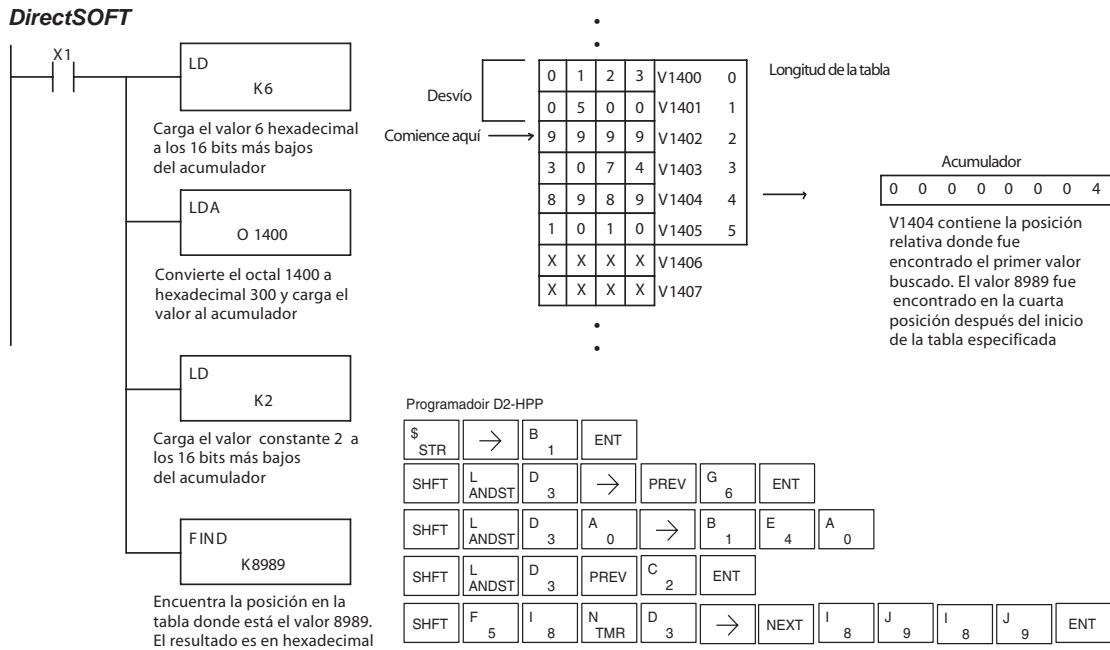 DirectSOFT
X1
LD
K6
Carga el valor 6 hexadecimal
a los 16 bits más bajos
del acumulador
LDA
O 1400
Convierte el octal 1400 a
hexadecimal 300 y carga el
valor al acumulador
LD
K2
Carga el valor constante 2 a
los 16 bits más bajos
del acumulador
FIND
K8989
Encuentra la posición en la
tabla donde está el valor 8989.
El resultado es en hexadecimal
Desvío
Comience aquí
0 1 2 3 V1400 0
0 5 0 0 V1401 1
9 9 9 9 V1402 2
3 0 7 4 V1403 3
8 9 8 9 V1404 4
1 0 1 0 V1405 5
X X X X V1406
X X X X V1407
Longitud de la tabla
Acumulador
0 0 0 0 0 0 0 4
V1404 contiene la posición
relativa donde fue
encontrado el primer valor
buscado. El valor 8989 fue
encontrado en la cuarta
posición después del inicio
de la tabla especificada
Programadoir D2-HPP
$ STR → B 1 ENT
SHFT L ANDST D 3 → PREV G 6 ENT
SHFT L ANDST D 3 A 0 → B 1 E 4 A 0
SHFT L ANDST D 3 PREV C 2 ENT
SHFT F 5 I 8 N TMR D 3 → NEXT I 8 J 9 I 8 J 9 ENT